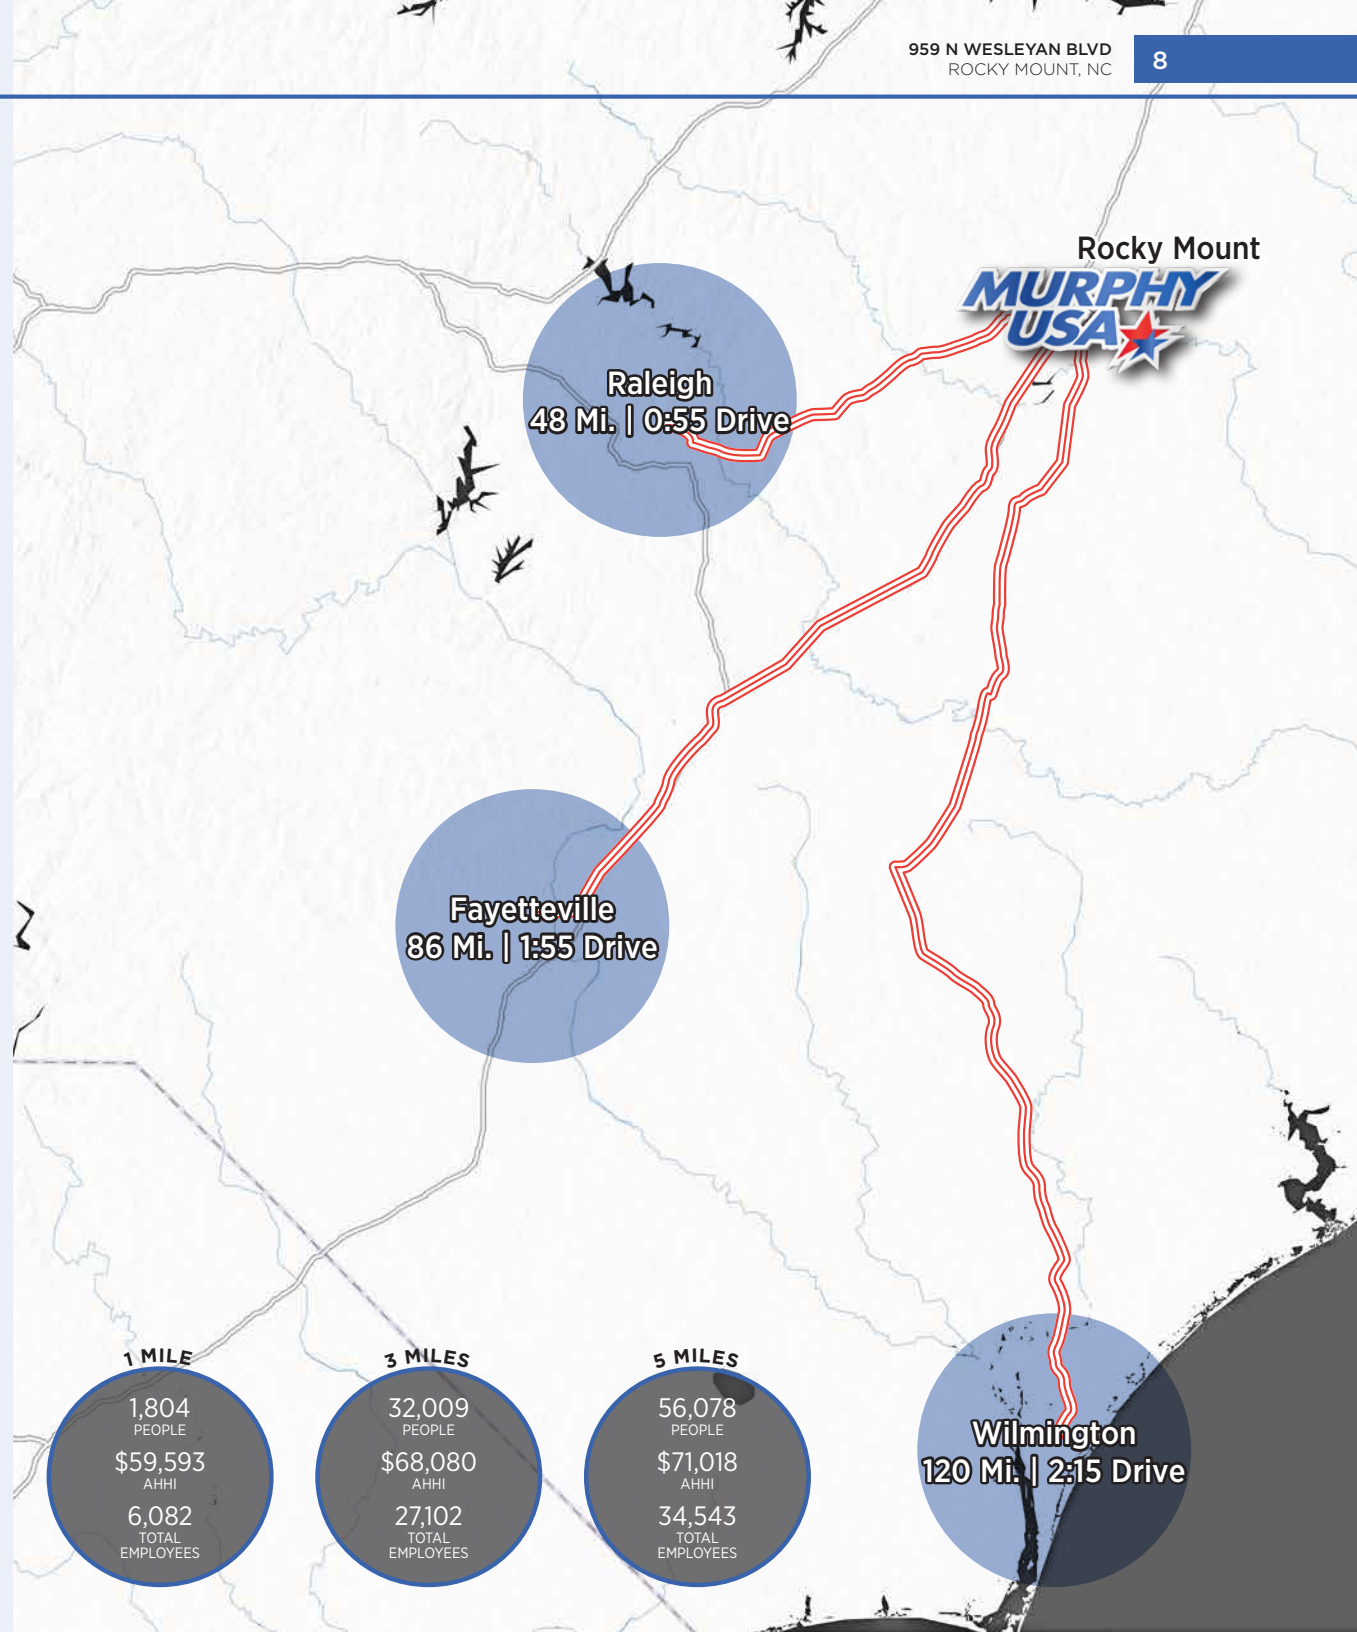 959 N WESLEYAN BLVD
ROCKY MOUNT, NC
8
Rocky Mount
MURPHY
USA
Raleigh
48 Mi. | 0:55 Drive
Fayetteville
86 Mi. | 1:55 Drive
Wilmington
120 Mi. | 2:15 Drive
1 MILE
1,804
PEOPLE
$59,593
AHHI
6,082
TOTAL
EMPLOYEES
3 MILES
32,009
PEOPLE
$68,080
AHHI
27,102
TOTAL
EMPLOYEES
5 MILES
56,078
PEOPLE
$71,018
AHHI
34,543
TOTAL
EMPLOYEES